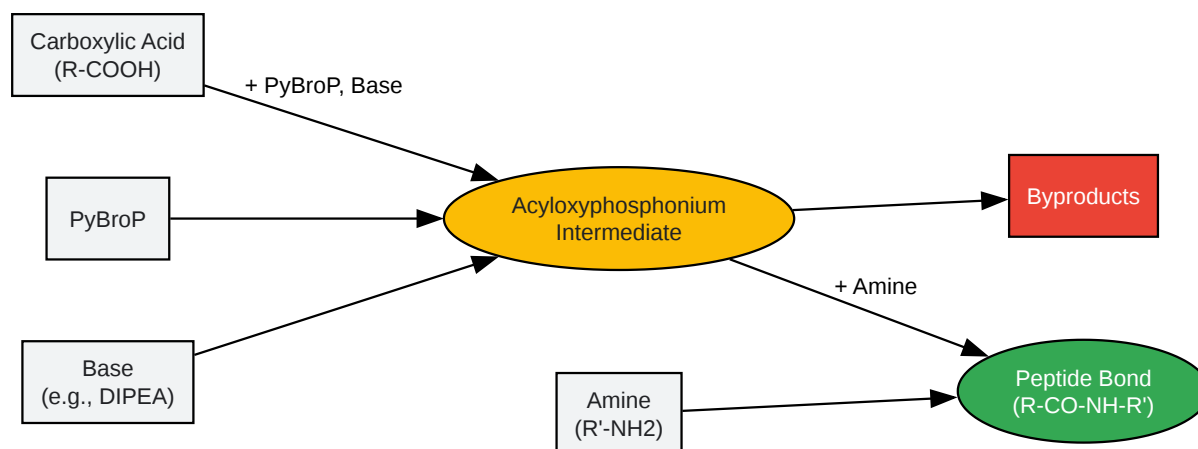 Carboxylic Acid
(R-COOH)
+ PyBroP, Base
PyBroP
Acyloxyphosphonium
Intermediate
Byproducts
+ Amine
Base
(e.g., DIPEA)
Amine
(R'-NH2)
Peptide Bond
(R-CO-NH-R')